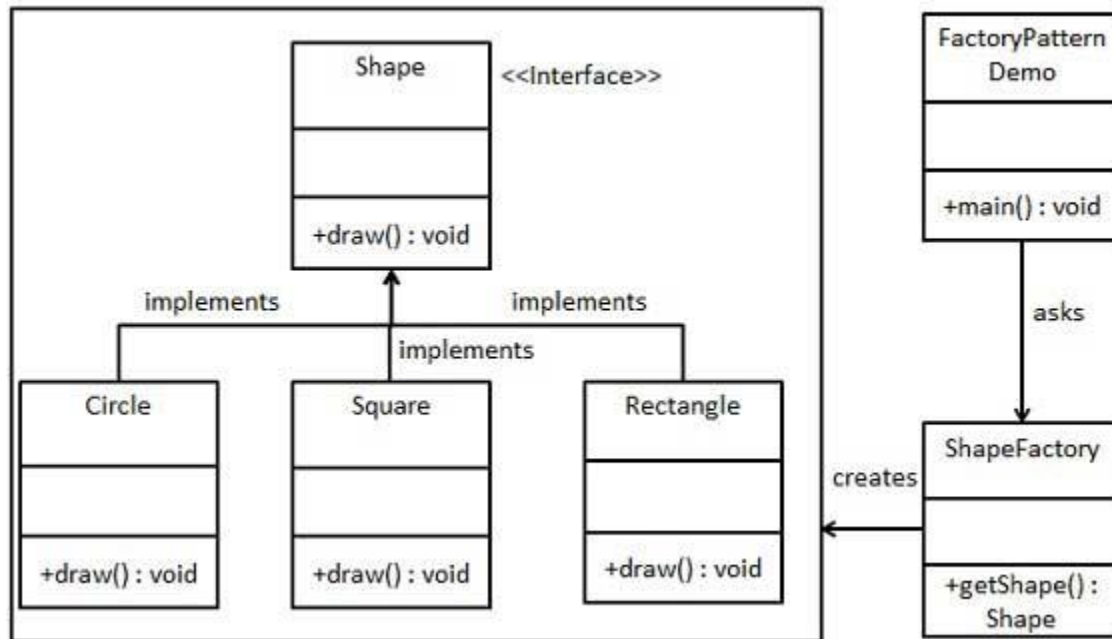 Shape
<<Interface>>
+draw() : void
implements
implements
implements
Circle
+draw() : void
Square
+draw() : void
Rectangle
+draw() : void
FactoryPattern
Demo
+main() : void
asks
ShapeFactory
+getShape() :
Shape
creates